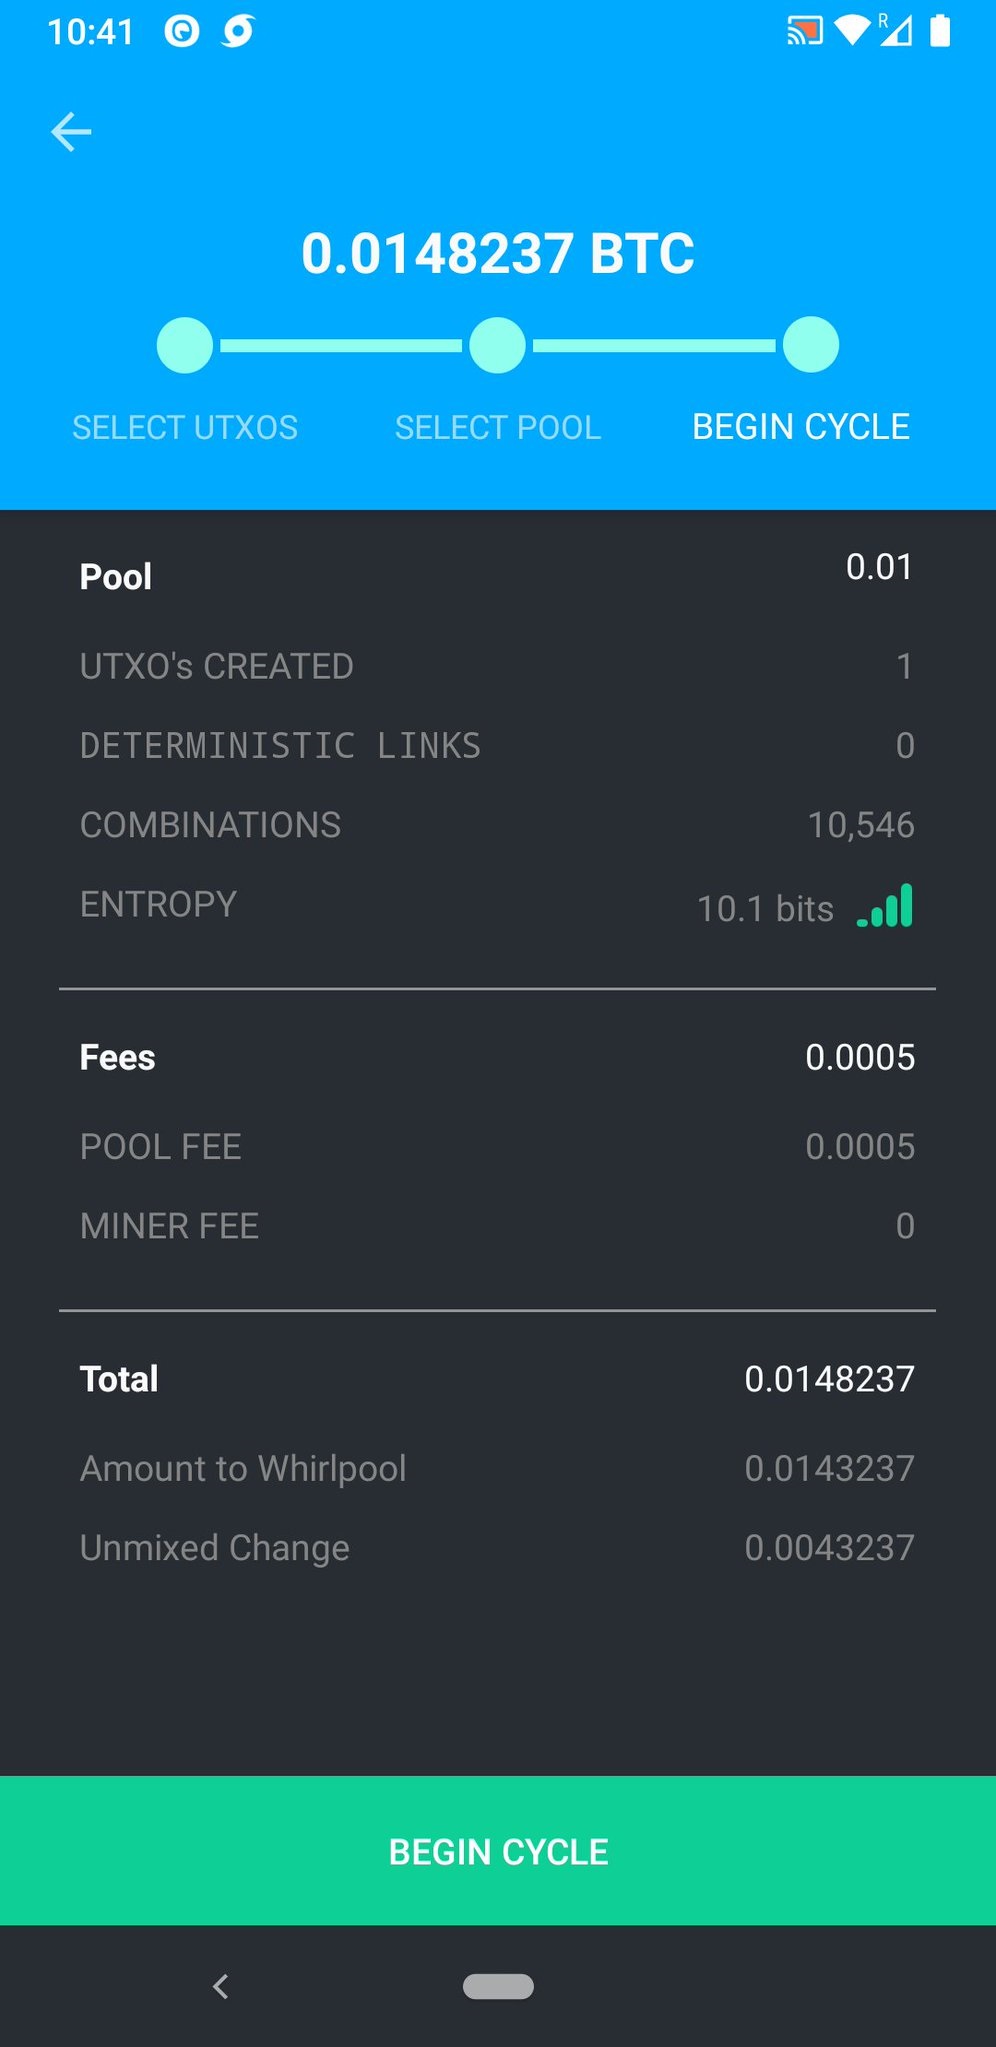 10:41
R
0.0148237 BTC
SELECT UTXOS SELECT POOL BEGIN CYCLE
Pool 0.01
UTXO's CREATED 1
DETERMINISTIC LINKS 0
COMBINATIONS 10,546
ENTROPY 10.1 bits
Fees 0.0005
POOL FEE 0.0005
MINER FEE 0
Total 0.0148237
Amount to Whirlpool 0.0143237
Unmixed Change 0.0043237
BEGIN CYCLE